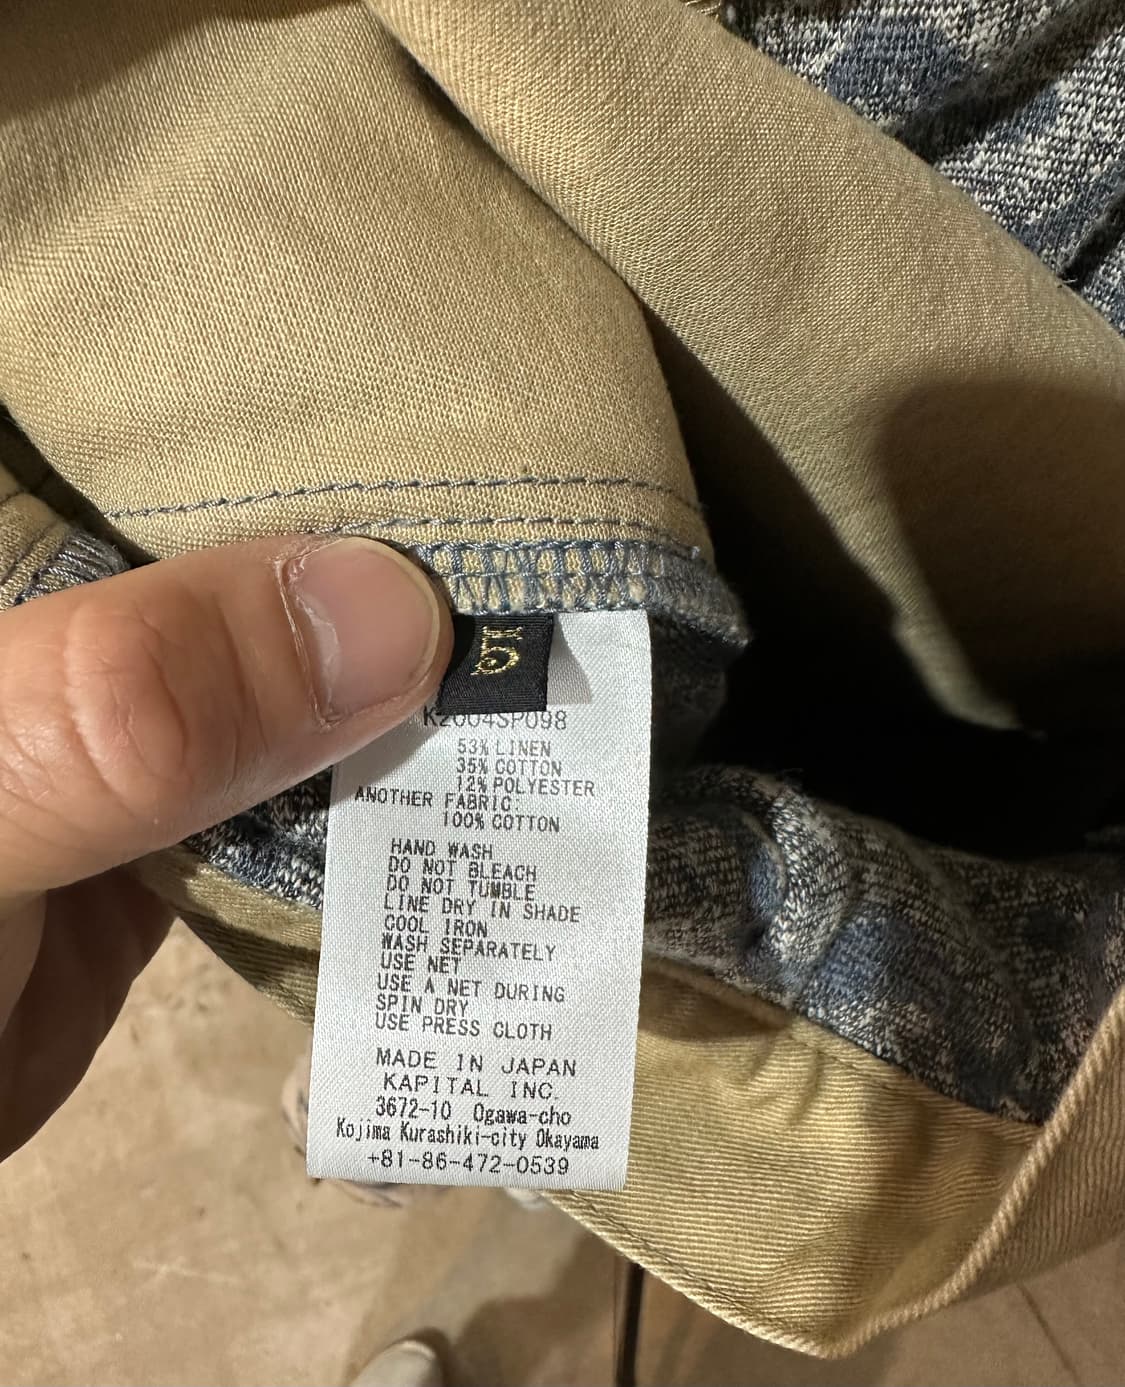 5
K2004SP098
53% LINEN
35% COTTON
12% POLYESTER
ANOTHER FABRIC:
100% COTTON
HAND WASH
DO NOT BLEACH
DO NOT TUMBLE
LINE DRY IN SHADE
COOL IRON
WASH SEPARATELY
USE NET
USE A NET DURING
SPIN DRY
USE PRESS CLOTH
MADE IN JAPAN
KAPITAL INC.
3672-10 Ogawa-cho
Kojima Kurashiki-city Okayama
+81-86-472-0539